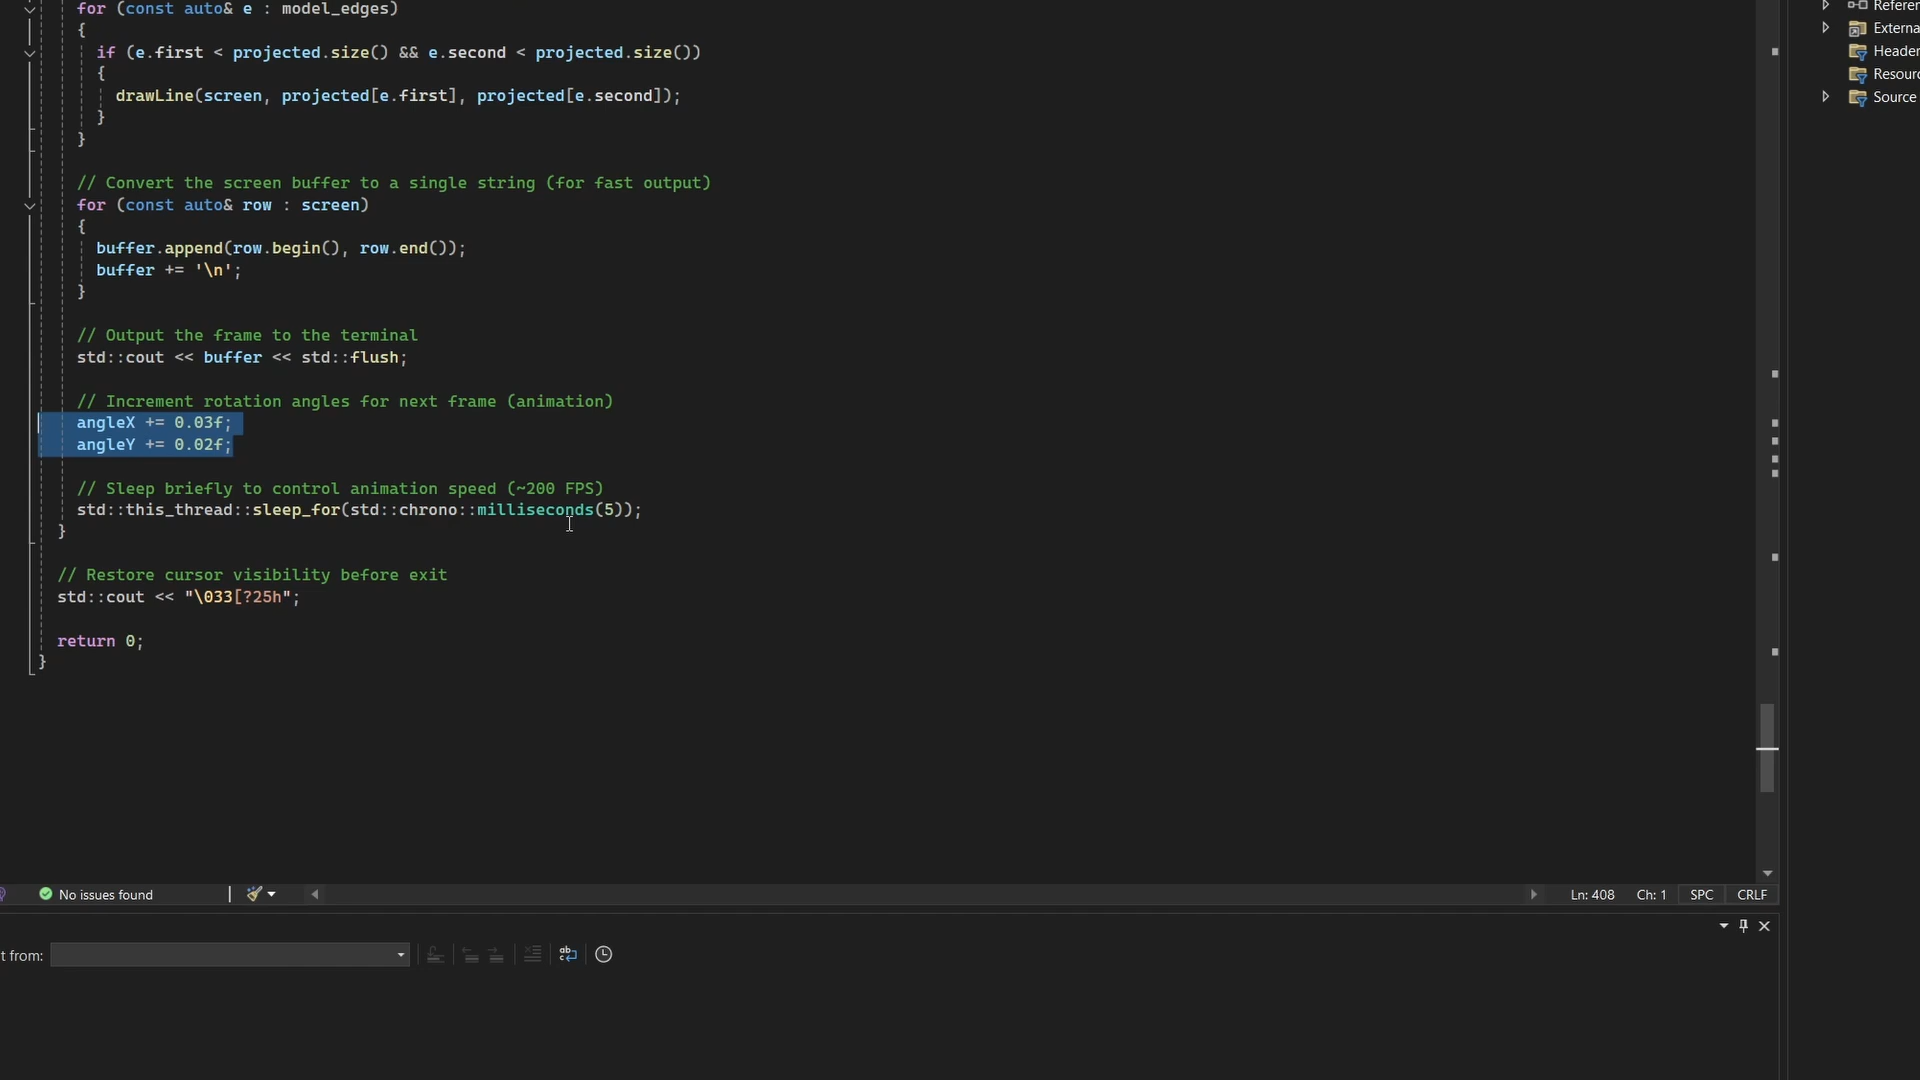 for (const auto& e : model_edges)
{
if (e.first < projected.size() && e.second < projected.size())
{
drawLine(screen, projected[e.first], projected[e.second]);
}
}
// Convert the screen buffer to a single string (for fast output)
for (const auto& row : screen)
{
buffer.append(row.begin(), row.end());
buffer += '\n';
}
// Output the frame to the terminal
std::cout << buffer << std::flush;
// Increment rotation angles for next frame (animation)
angleX += 0.03f;
angleY += 0.02f;
// Sleep briefly to control animation speed (~200 FPS)
std::this_thread::sleep_for(std::chrono::milliseconds(5));
}
// Restore cursor visibility before exit
std::cout << "\033[?25h";
return 0;
}
Referen
Externa
Header
Resourc
Source
No issues found
Ln: 408 Ch: 1 SPC CRLF
t from: